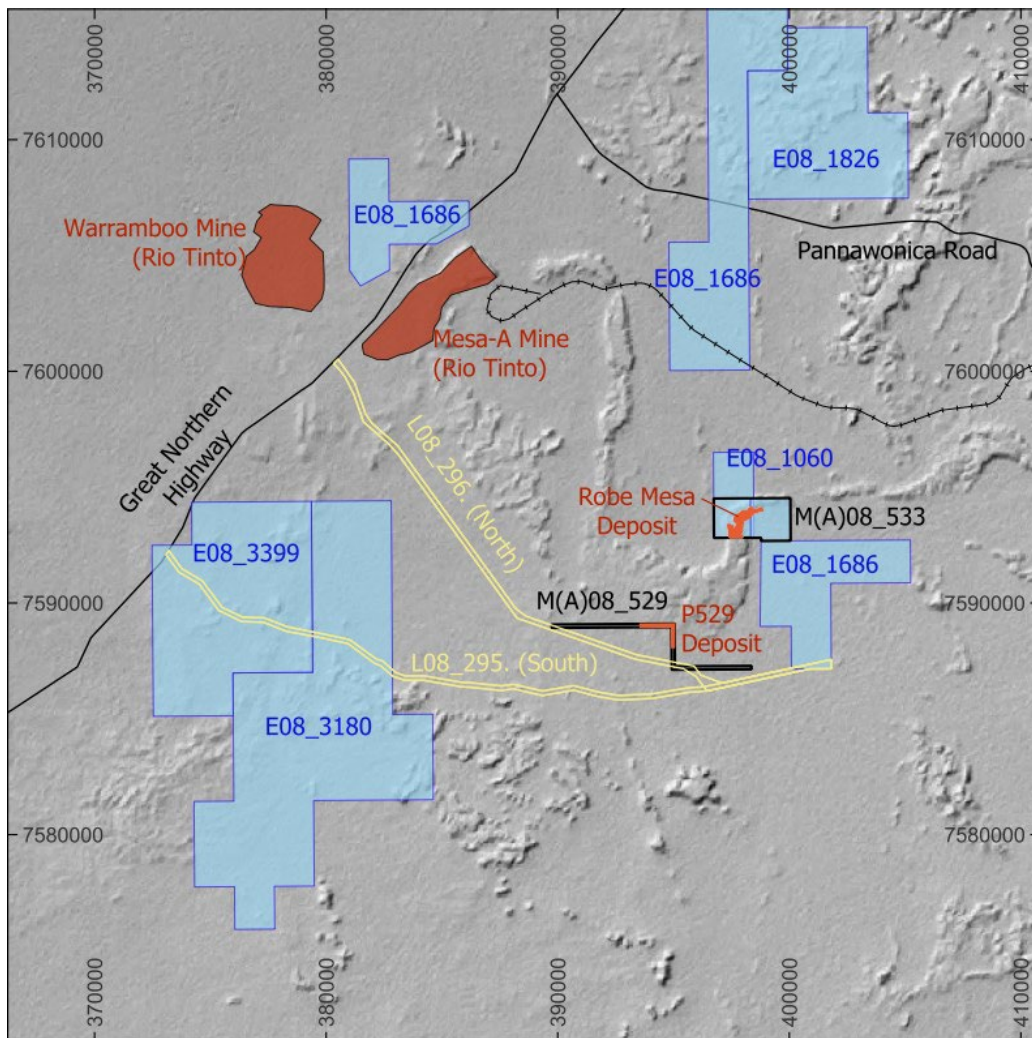 370000
380000
390000
400000
410000
7610000
7610000
E08_1826
E08_1686
Warramboo Mine
(Rio Tinto)
Pannawonica Road
E08_1686
Mesa-A Mine
(Rio Tinto)
7600000
7600000
Great Northern
Highway
L08_296. (North)
E08_1060
Robe Mesa
Deposit
M(A)08_533
E08_3399
E08_1686
7590000
7590000
M(A)08_529
P529
Deposit
L08_295. (South)
E08_3180
7580000
7580000
370000
380000
390000
400000
410000